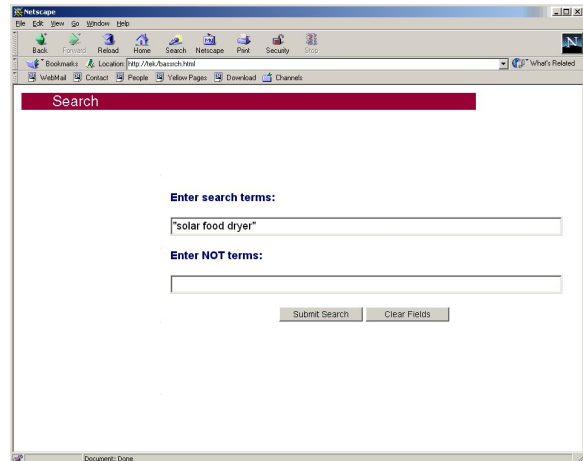 Netscape
File Edit View Go Window Help
Back Forward Reload Home Search Netscape Print Security Stop
Bookmarks Location: http://tek/bassrch.html What's Related
WebMail Contact People Yellow Pages Download Channels
Search
Enter search terms:
"solar food dryer"
Enter NOT terms:
Submit Search Clear Fields
Document: Done